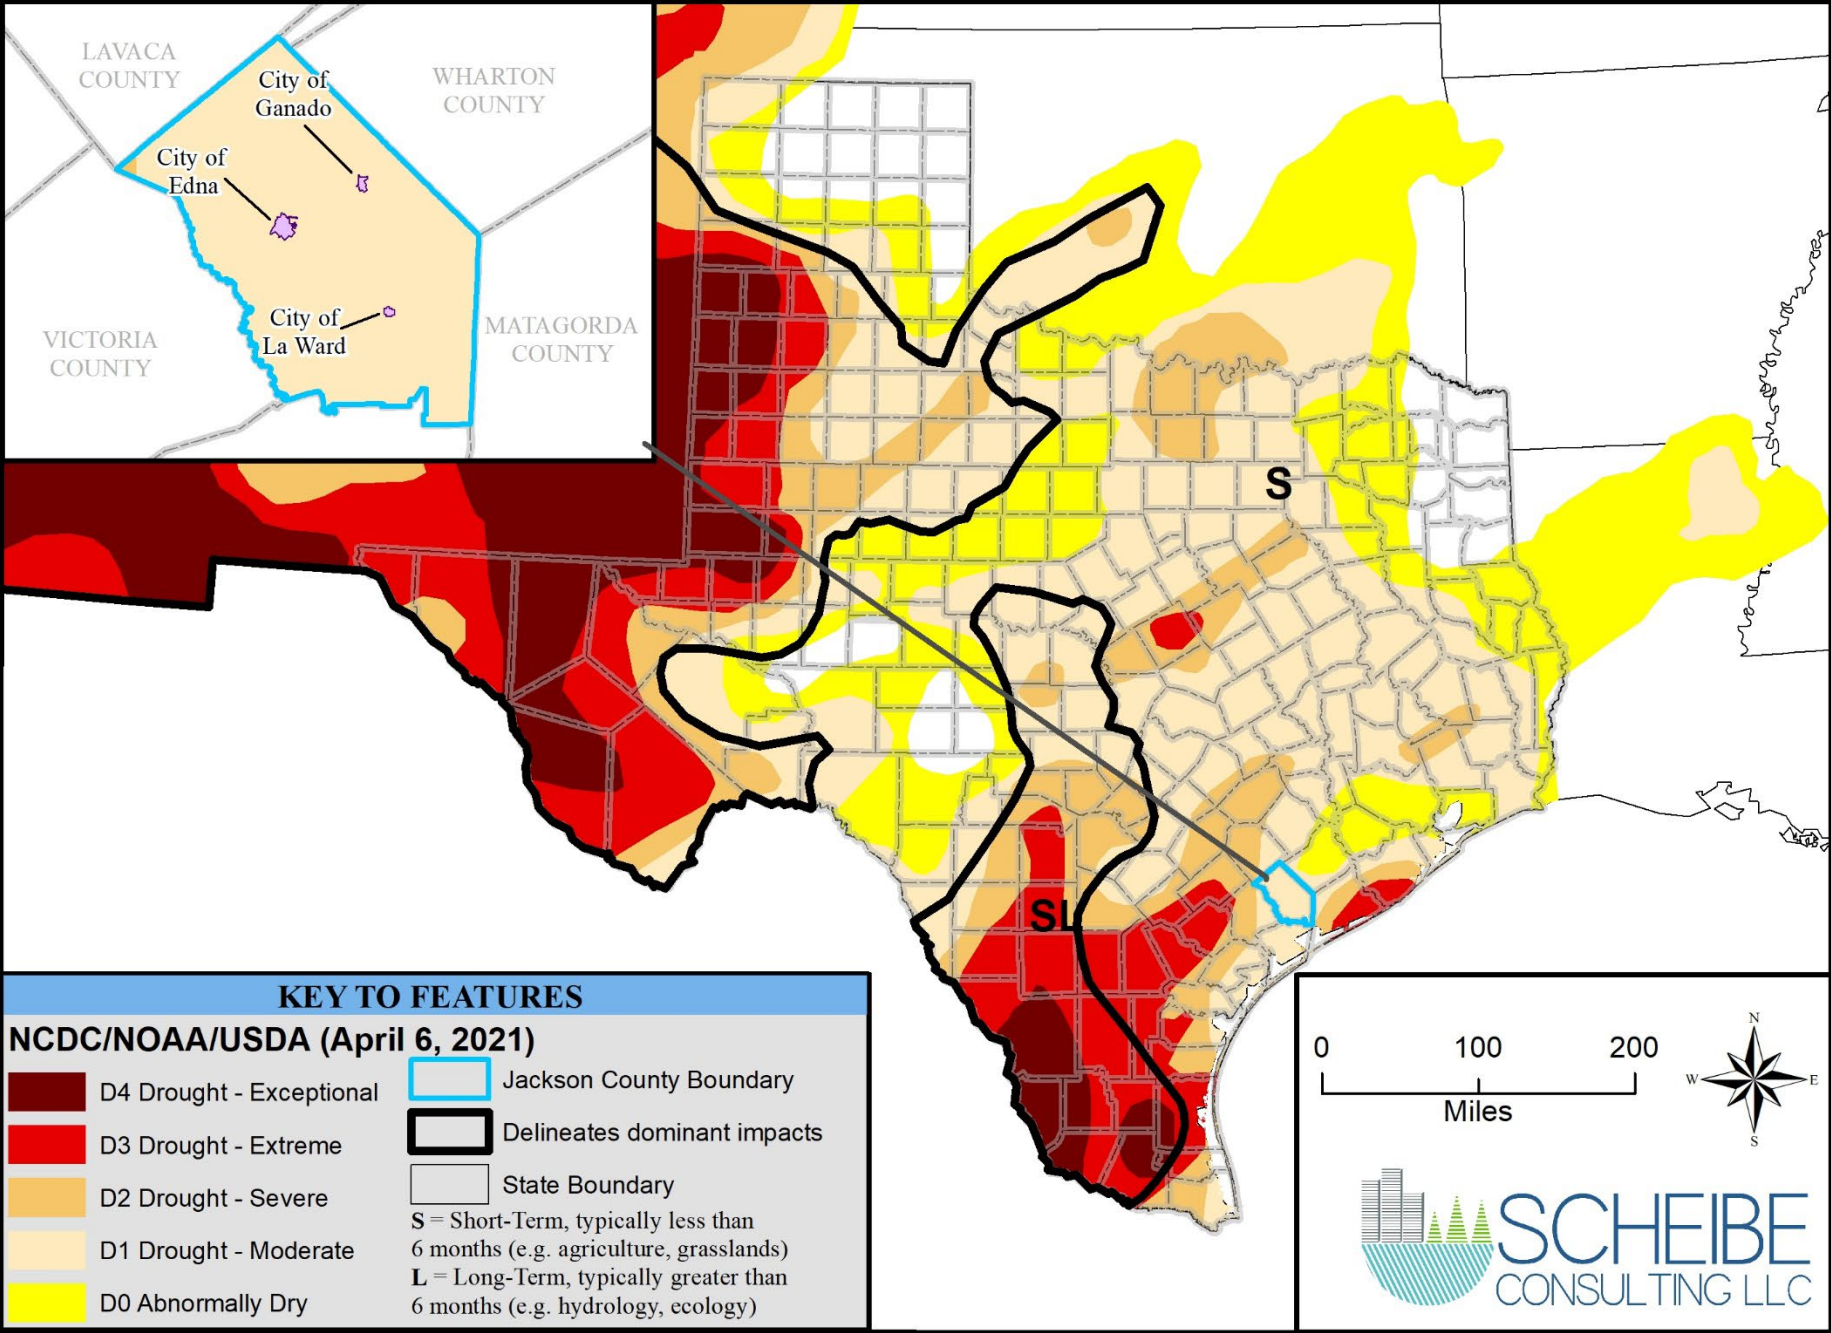 LAVACA
COUNTY
City of
Ganado
WHARTON
COUNTY
City of
Edna
City of
La Ward
VICTORIA
COUNTY
MATAGORDA
COUNTY
S
SL
KEY TO FEATURES
NCDC/NOAA/USDA (April 6, 2021)
D4 Drought - Exceptional
D3 Drought - Extreme
D2 Drought - Severe
D1 Drought - Moderate
D0 Abnormally Dry
Jackson County Boundary
Delineates dominant impacts
State Boundary
S = Short-Term, typically less than
6 months (e.g. agriculture, grasslands)
L = Long-Term, typically greater than
6 months (e.g. hydrology, ecology)
0 100 200
Miles
N
W E
S
SCHEIBE
CONSULTING LLC